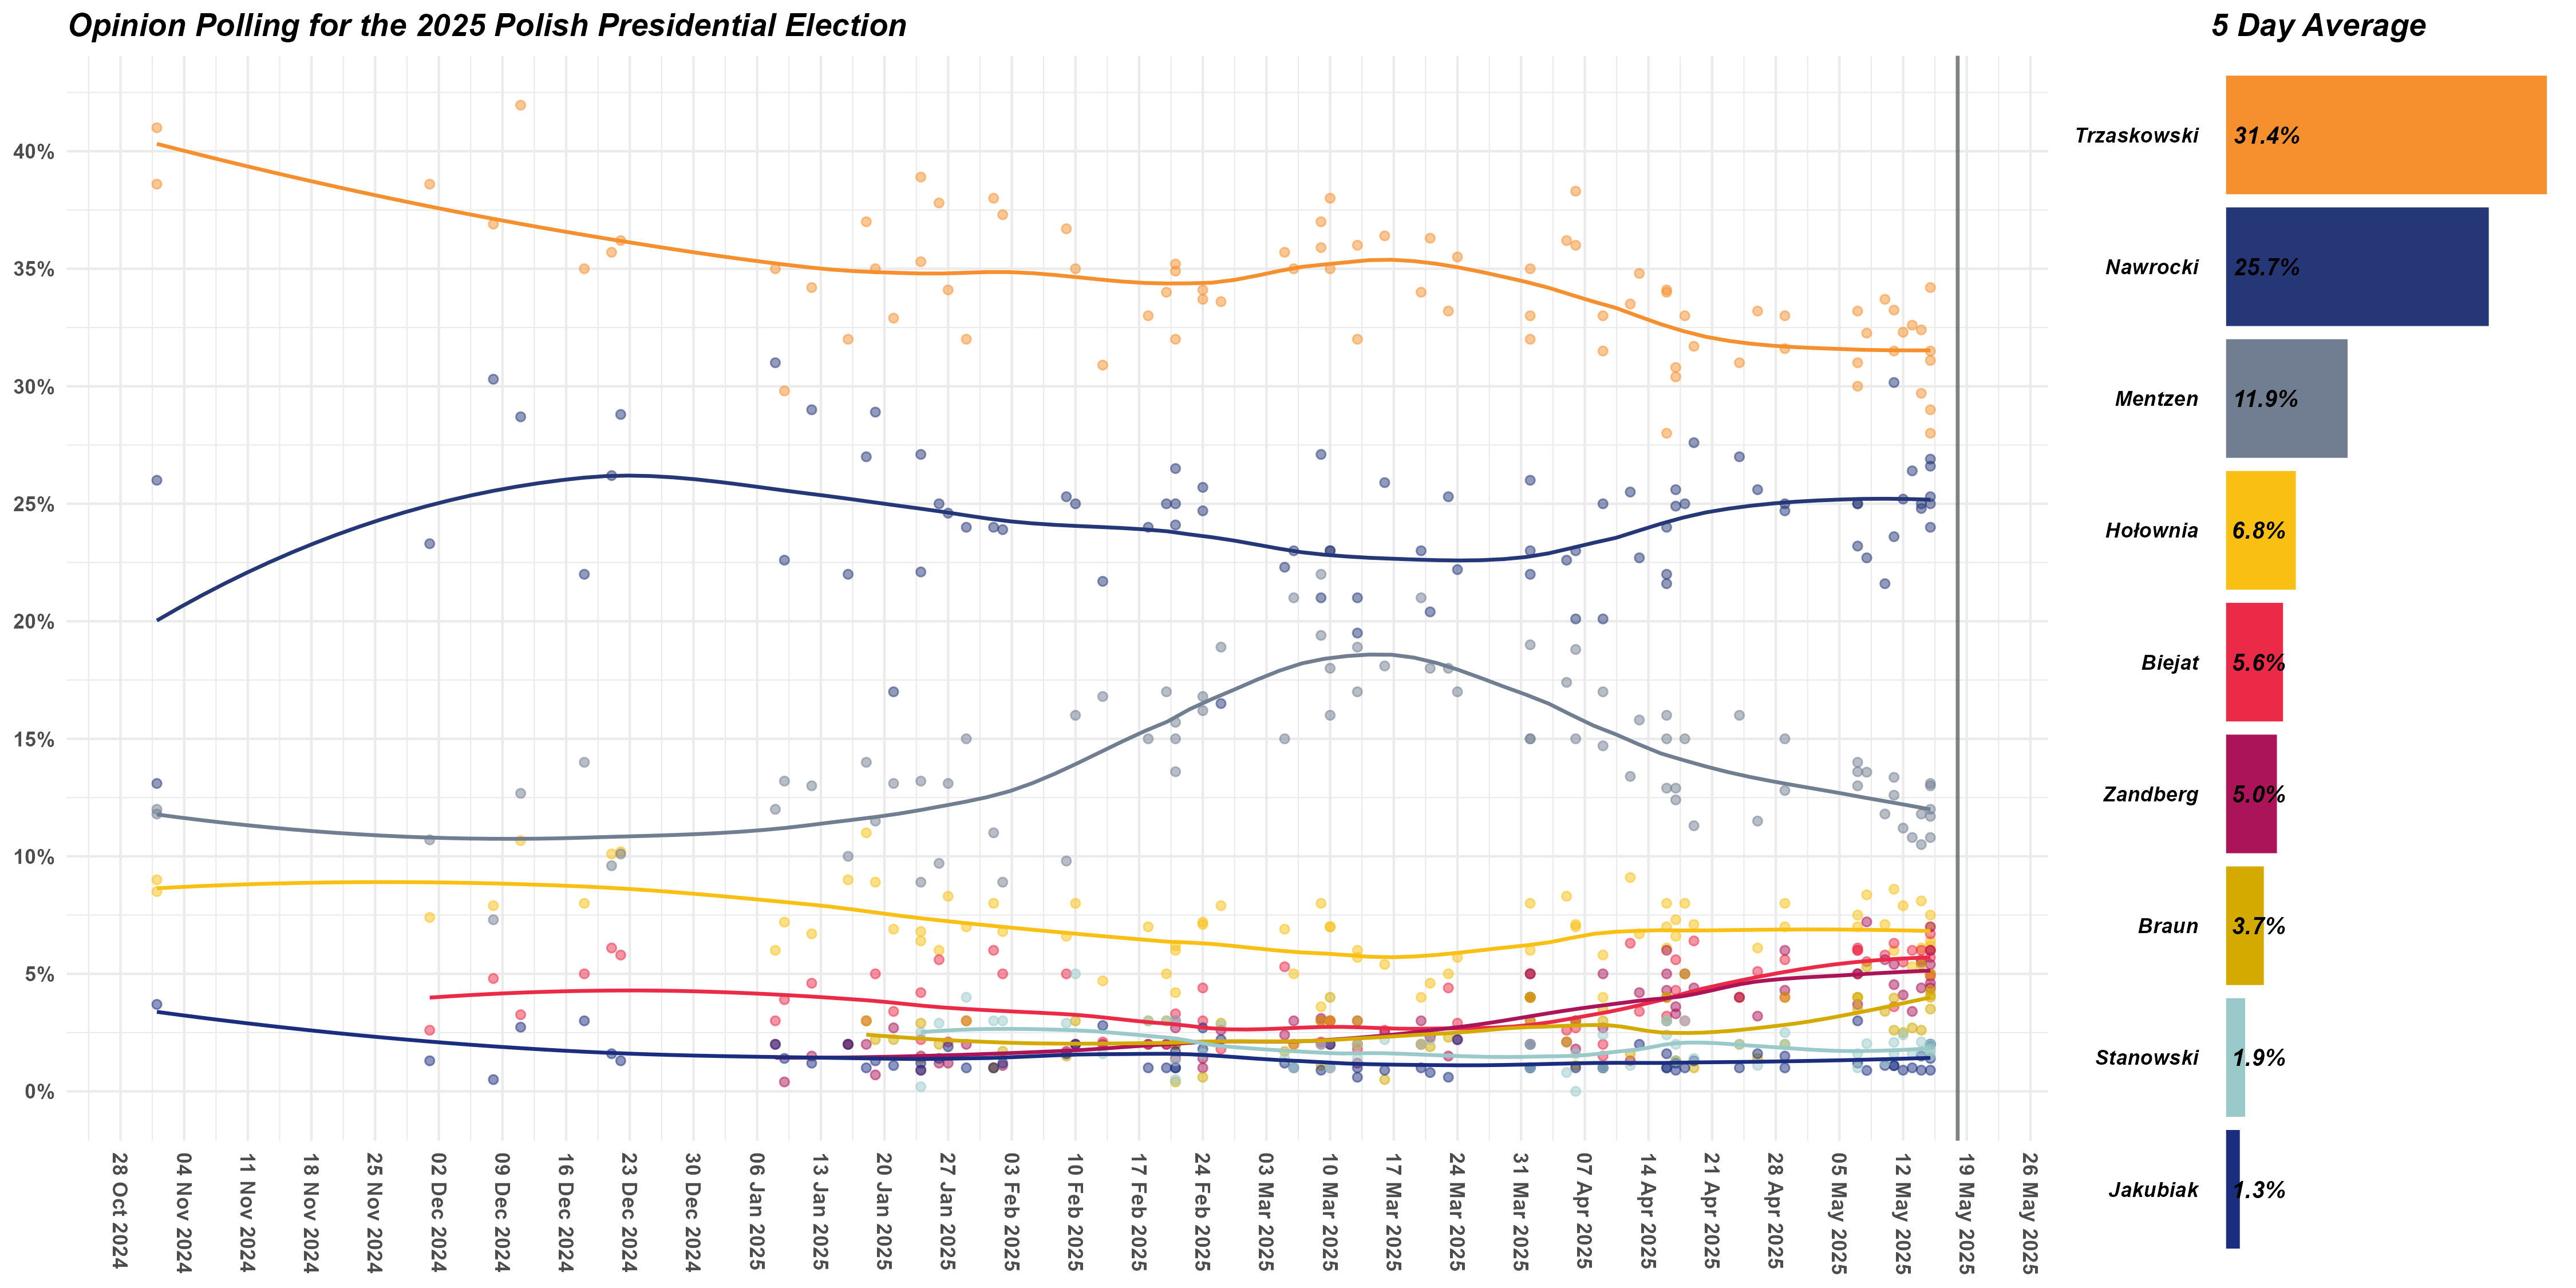 Opinion Polling for the 2025 Polish Presidential Election
40%
35%
30%
25%
20%
15%
10%
5%
0%
28 Oct 2024
04 Nov 2024
11 Nov 2024
18 Nov 2024
25 Nov 2024
02 Dec 2024
09 Dec 2024
16 Dec 2024
23 Dec 2024
30 Dec 2024
06 Jan 2025
13 Jan 2025
20 Jan 2025
27 Jan 2025
03 Feb 2025
10 Feb 2025
17 Feb 2025
24 Feb 2025
03 Mar 2025
10 Mar 2025
17 Mar 2025
24 Mar 2025
31 Mar 2025
07 Apr 2025
14 Apr 2025
21 Apr 2025
28 Apr 2025
05 May 2025
12 May 2025
19 May 2025
26 May 2025
5 Day Average
Trzaskowski 31.4%
Nawrocki 25.7%
Mentzen 11.9%
Hołownia 6.8%
Biejat 5.6%
Zandberg 5.0%
Braun 3.7%
Stanowski 1.9%
Jakubiak 1.3%